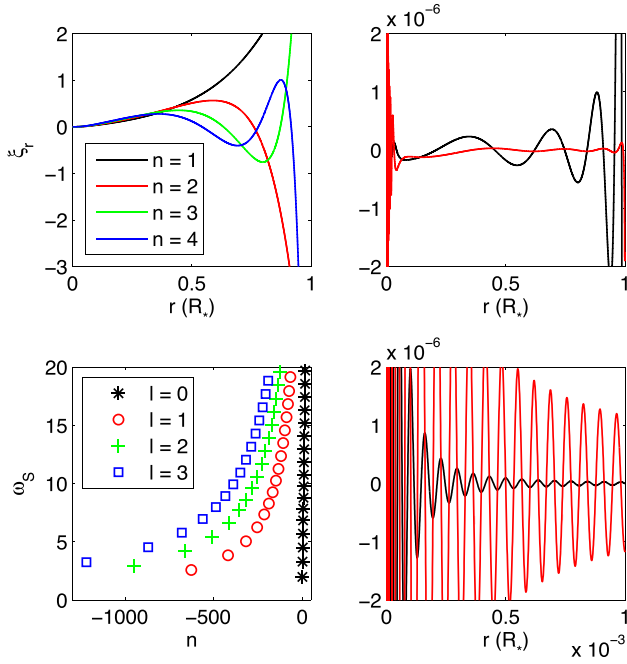 2
1
0
−1
−2
−3
ξr
n = 1
n = 2
n = 3
n = 4
0 0.5 1
r (R*)
x 10−6
2
1
0
−1
−2
0 0.5 1
r (R*)
20
15
10
5
0
ωS
l = 0
l = 1
l = 2
l = 3
−1000 −500 0
n
x 10−6
2
1
0
−1
−2
0 0.5 1
r (R*)
x 10−3